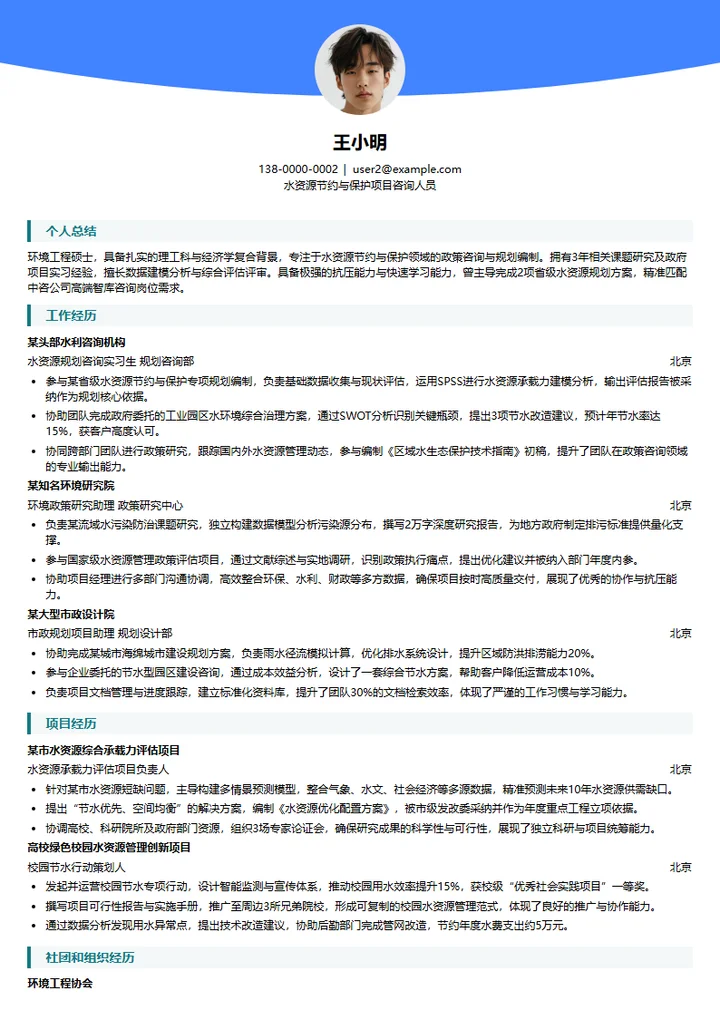 王小明
138-0000-0002 | user2@example.com
水资源节约与保护项目咨询人员
个人总结
环境工程硕士，具备扎实的理工科与经济学复合背景，专注于水资源节约与保护领域的政策咨询与规划编制。拥有3年相关课题研究及政府
项目实习经验，擅长数据建模分析与综合评估评审。具备极强的抗压能力与快速学习能力，曾主导完成2项省级水资源规划方案，精准匹配
中咨公司高端智库咨询岗位需求。
工作经历
某头部水利咨询机构
水资源规划咨询实习生 规划咨询部 北京
• 参与某省级水资源节约与保护专项规划编制，负责基础数据收集与现状评估，运用SPSS进行水资源承载力建模分析，输出评估报告被采
纳作为规划核心依据。
• 协助团队完成政府委托的工业园区水环境综合治理方案，通过SWOT分析识别关键瓶颈，提出3项节水改造建议，预计年节水率达
15%，获客户高度认可。
• 协同跨部门团队进行政策研究，跟踪国内外水资源管理动态，参与编制《区域水生态保护技术指南》初稿，提升了团队在政策咨询领域
的专业输出能力。
某知名环境研究院
环境政策研究助理 政策研究中心 北京
• 负责某流域水污染防治课题研究，独立构建数据模型分析污染源分布，撰写2万字深度研究报告，为地方政府制定排污标准提供量化支
撑。
• 参与国家级水资源管理政策评估项目，通过文献综述与实地调研，识别政策执行痛点，提出优化建议并被纳入部门年度内参。
• 协助项目经理进行多部门沟通协调，高效整合环保、水利、财政等多方数据，确保项目按时高质量交付，展现了优秀的协作与抗压能
力。
某大型市政设计院
市政规划项目助理 规划设计部 北京
• 协助完成某城市海绵城市建设规划方案，负责雨水径流模拟计算，优化排水系统设计，提升区域防洪排涝能力20%。
• 参与企业委托的节水型园区建设咨询，通过成本效益分析，设计了一套综合节水方案，帮助客户降低运营成本10%。
• 负责项目文档管理与进度跟踪，建立标准化资料库，提升了团队30%的文档检索效率，体现了严谨的工作习惯与学习能力。
项目经历
某市水资源综合承载力评估项目
水资源承载力评估项目负责人 北京
• 针对某市水资源短缺问题，主导构建多情景预测模型，整合气象、水文、社会经济等多源数据，精准预测未来10年水资源供需缺口。
• 提出“节水优先、空间均衡”的解决方案，编制《水资源优化配置方案》，被市级发改委采纳并作为年度重点工程立项依据。
• 协调高校、科研院所及政府部门资源，组织3场专家论证会，确保研究成果的科学性与可行性，展现了独立科研与项目统筹能力。
高校绿色校园水资源管理创新项目
校园节水行动策划人 北京
• 发起并运营校园节水专项行动，设计智能监测与宣传体系，推动校园用水效率提升15%，获校级“优秀社会实践项目”一等奖。
• 撰写项目可行性报告与实施手册，推广至周边3所兄弟院校，形成可复制的校园水资源管理范式，体现了良好的推广与协作能力。
• 通过数据分析发现用水异常点，提出技术改造建议，协助后勤部门完成管网改造，节约年度水费支出约5万元。
社团和组织经历
环境工程协会